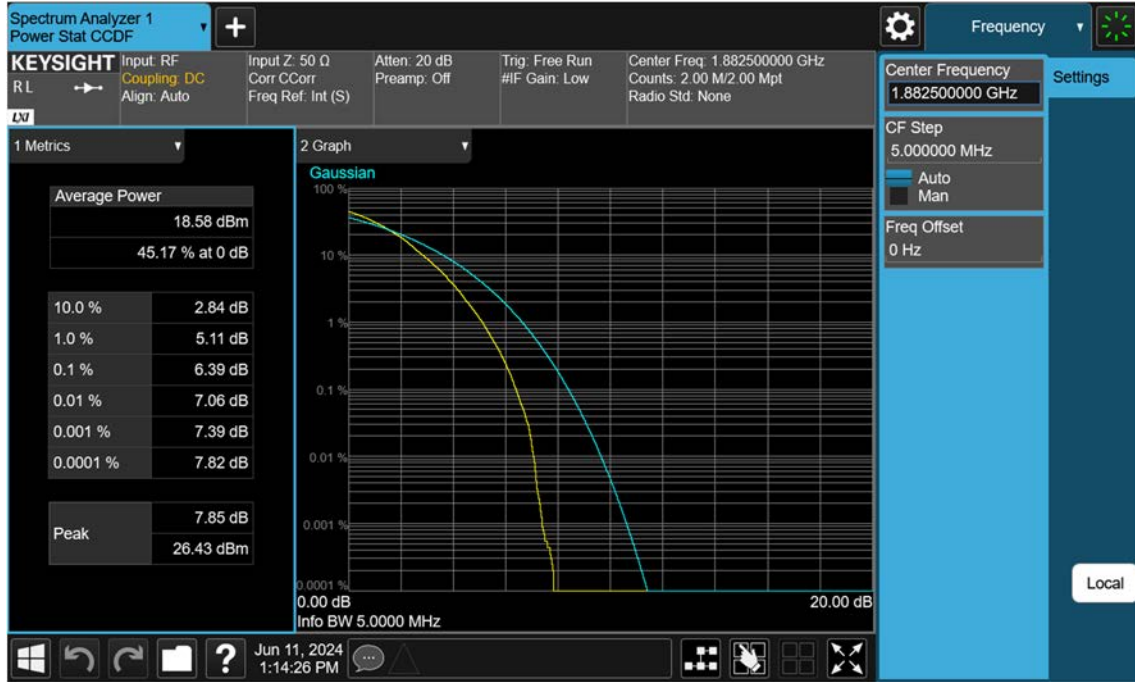 Spectrum Analyzer 1
Power Stat CCDF
+
Frequency
KEYSIGHT
R L
LXI
Input: RF
Coupling: DC
Align: Auto
Input Z: 50 Ω
Corr CCorr
Freq Ref: Int (S)
Atten: 20 dB
Preamp: Off
Trig: Free Run
#IF Gain: Low
Center Freq: 1.882500000 GHz
Counts: 2.00 M/2.00 Mpt
Radio Std: None
Center Frequency
1.882500000 GHz
Settings
CF Step
5.000000 MHz
Auto
Man
Freq Offset
0 Hz
1 Metrics
Average Power
18.58 dBm
45.17 % at 0 dB
10.0 % 2.84 dB
1.0 % 5.11 dB
0.1 % 6.39 dB
0.01 % 7.06 dB
0.001 % 7.39 dB
0.0001 % 7.82 dB
Peak
7.85 dB
26.43 dBm
2 Graph
Gaussian
100 %
10 %
1 %
0.1 %
0.01 %
0.001 %
0.0001 %
0.00 dB 20.00 dB
Info BW 5.0000 MHz
Local
?
Jun 11, 2024
1:14:26 PM